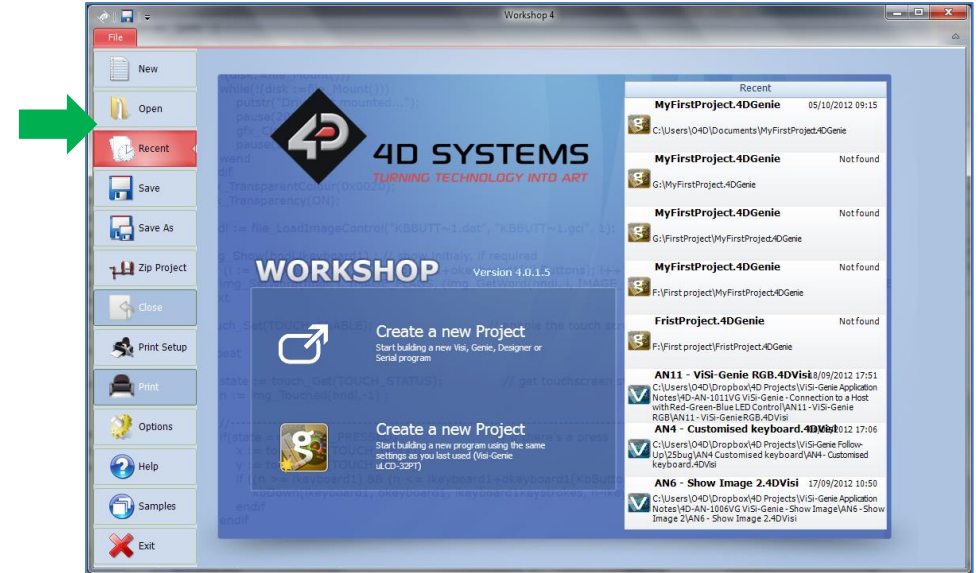 Workshop 4
File
New
Open
Recent
Save
Save As
Zip Project
Close
Print Setup
Print
Options
Help
Samples
Exit
4D SYSTEMS
TURNING TECHNOLOGY INTO ART
WORKSHOP Version 4.0.1.5
Create a new Project
Start building a new Visi, Genie, Designer or
Serial program
Create a new Project
Start building a new program using the same
settings as you last used (Visi-Genie
uLCD-32PT)
Recent
MyFirstProject.4DGenie 05/10/2012 09:15
C:\Users\O4D\Documents\MyFirstProject.4DGenie
MyFirstProject.4DGenie Not found
G:\MyFirstProject.4DGenie
MyFirstProject.4DGenie Not found
G:\FirstProject\MyFirstProject.4DGenie
MyFirstProject.4DGenie Not found
F:\First project\MyFirstProject.4DGenie
FristProject.4DGenie Not found
F:\First project\FristProject.4DGenie
AN11 - ViSi-Genie RGB.4DVisi 8/09/2012 17:51
C:\Users\O4D\Dropbox\4D Projects\ViSi-Genie Application
Notes\4D-AN-1011VG ViSi-Genie - Connection to a Host
with Red-Green-Blue LED Control\AN11 - ViSi-Genie
RGB\AN11 - ViSi-Genie RGB.4DVisi
AN4 - Customised keyboard.4DVisi 2012 17:06
C:\Users\O4D\Dropbox\4D Projects\ViSi-Genie Follow-
Up\25bug\AN4 Customised keyboard\AN4 - Customised
keyboard.4DVisi
AN6 - Show Image 2.4DVisi 17/09/2012 10:50
C:\Users\O4D\Dropbox\4D Projects\ViSi-Genie Application
Notes\4D-AN-1006VG ViSi-Genie - Show Image\AN6 - Show
Image 2\AN6 - Show Image 2.4DVisi